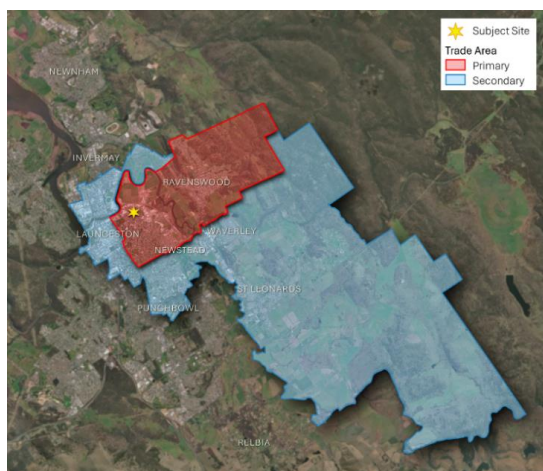 Subject Site
Trade Area
Primary
Secondary
NEWNHAM
INVERMAY
RAVENSWOOD
LAUNCESTON
WAVERLEY
NEWSTEAD
ST LEONARDS
PUNCHBOWL
RELBIA